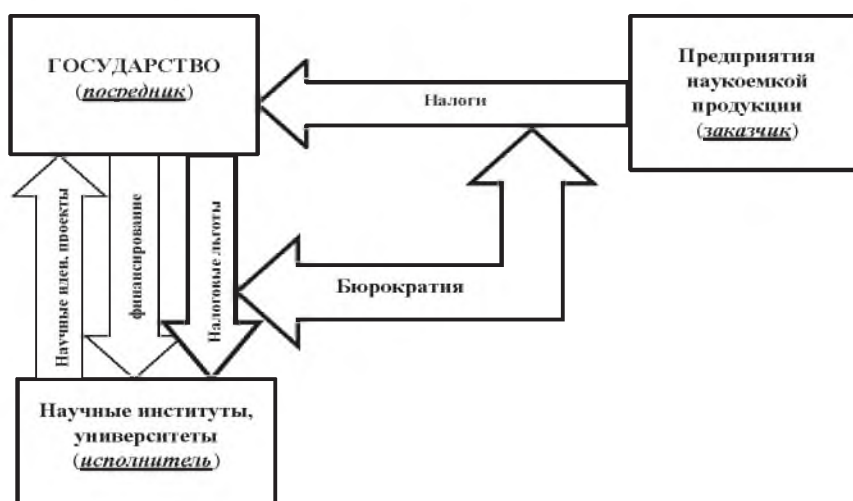 ГОСУДАРСТВО
(посредник)
Предприятия
наукоемкой
продукции
(заказчик)
Налоги
Научные идеи, проекты
финансирование
Налоговые льготы
Бюрократия
Научные институты,
университеты
(исполнитель)